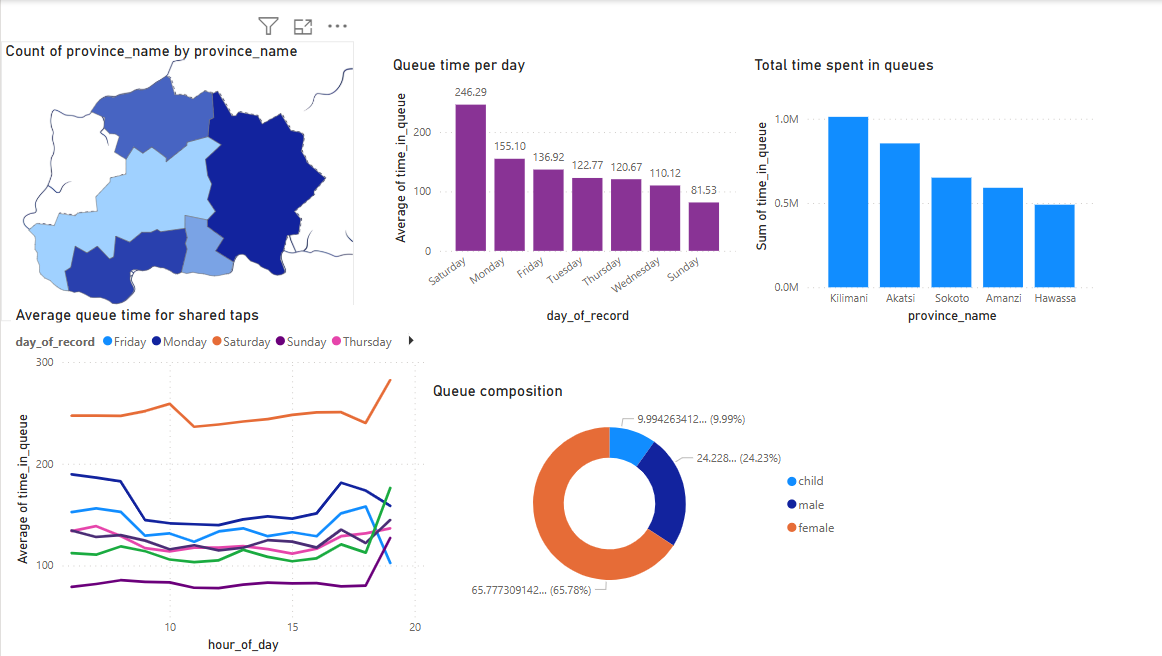 Count of province_name by province_name
Queue time per day
Average of time_in_queue
200
100
0
246.29
155.10
136.92
122.77
120.67
110.12
81.53
Saturday
Monday
Friday
Tuesday
Thursday
Wednesday
Sunday
day_of_record
Total time spent in queues
Sum of time_in_queue
1.0M
0.5M
0.0M
Kilimani
Akatsi
Sokoto
Amanzi
Hawassa
province_name
Average queue time for shared taps
day_of_record Friday Monday Saturday Sunday Thursday
Average of time_in_queue
300
200
100
10
15
20
hour_of_day
Queue composition
9.994263412... (9.99%)
24.228... (24.23%)
65.777309142... (65.78%)
child
male
female